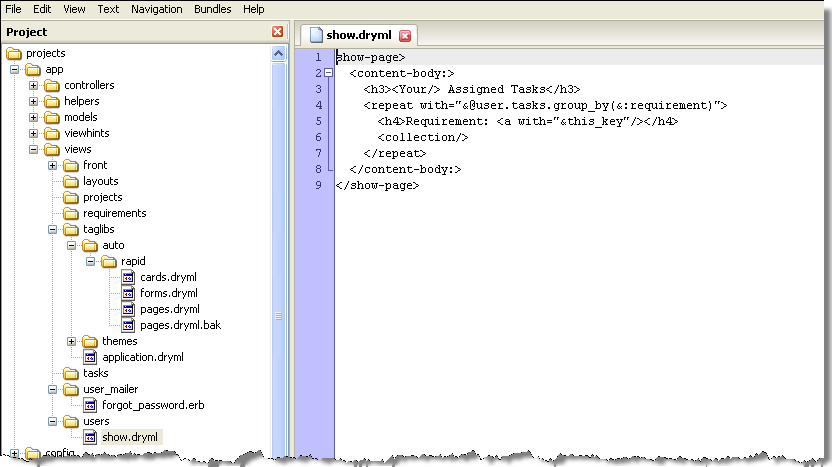 File Edit View Text Navigation Bundles Help
Project
projects
app
controllers
helpers
models
viewhints
views
front
layouts
projects
requirements
taglibs
auto
rapid
cards.dryml
forms.dryml
pages.dryml
pages.dryml.bak
themes
application.dryml
tasks
user_mailer
forgot_password.erb
users
show.dryml
config
show.dryml
1 show-page>
2 <content-body:>
3 <h3><Your/> Assigned Tasks</h3>
4 <repeat with="&@user.tasks.group_by(&:requirement)">
5 <h4>Requirement: <a with="&this_key"/></h4>
6 <collection/>
7 </repeat>
8 </content-body:>
9 </show-page>